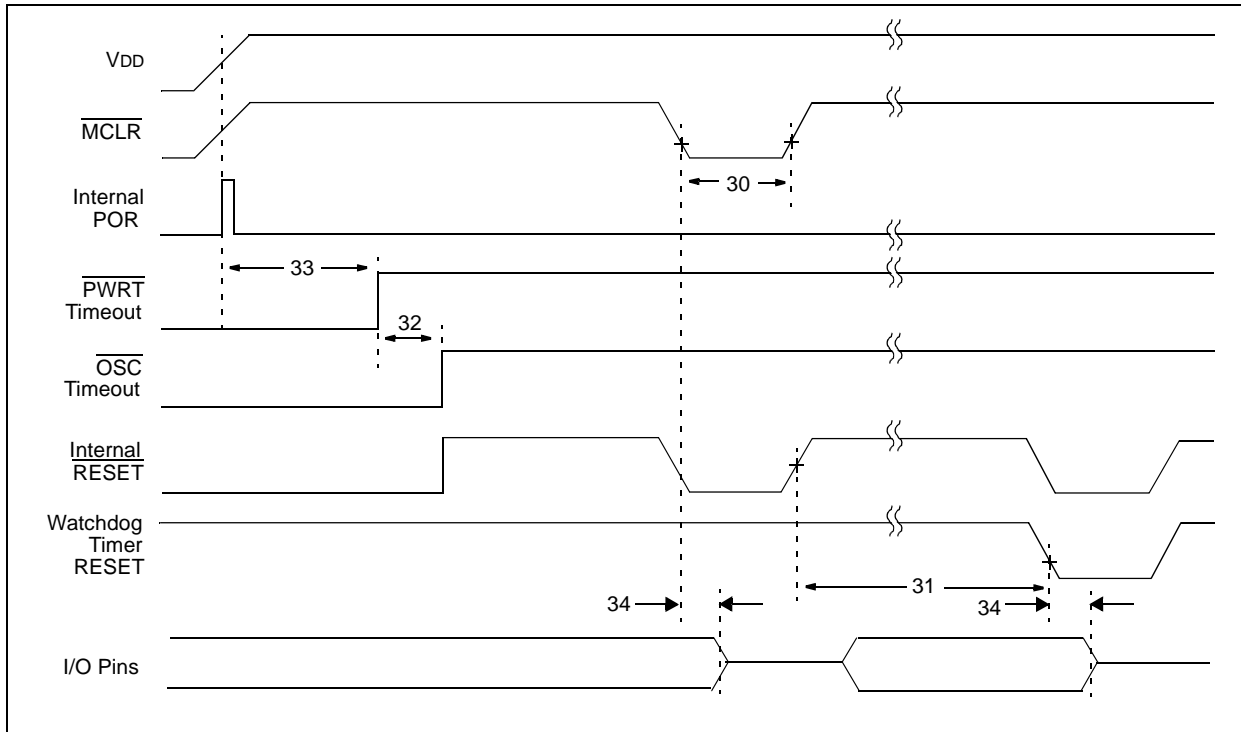 VDD
MCLR
30
Internal
POR
33
PWRT
Timeout
32
OSC
Timeout
Internal
RESET
Watchdog
Timer
RESET
31
34
34
I/O Pins